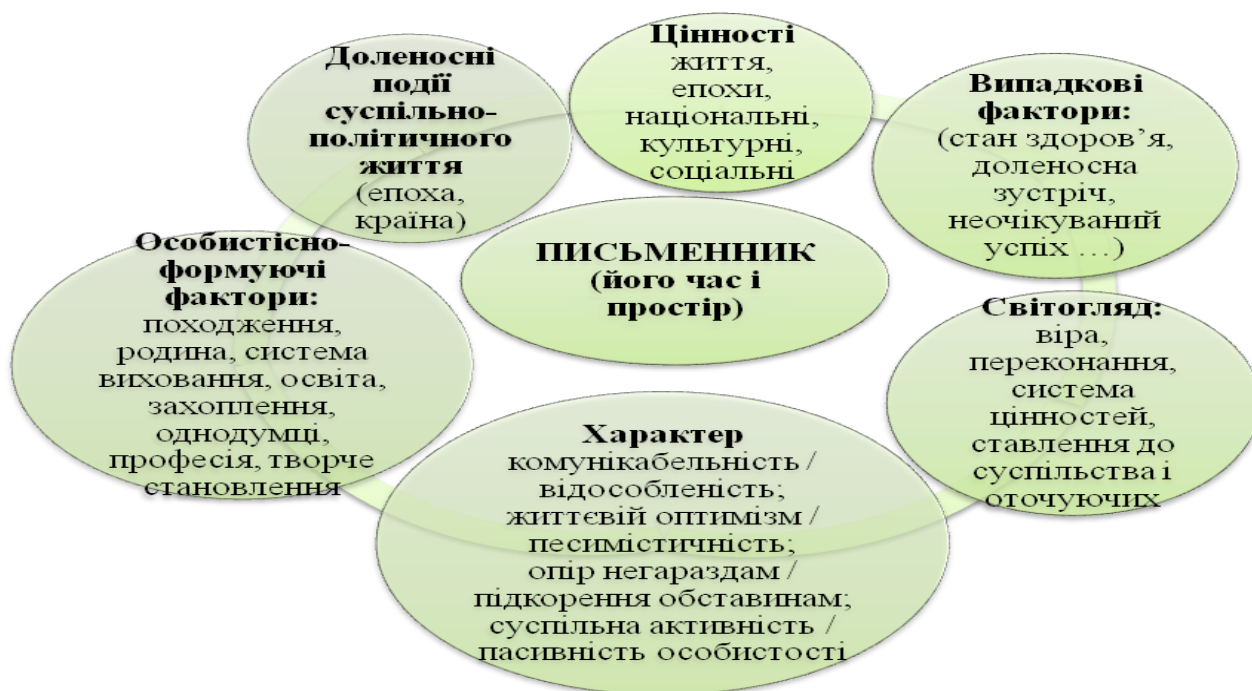 Цінності
життя,
епохи,
національні,
культурні,
соціальні
Випадкові
фактори:
(стан здоров’я,
доленосна
зустріч,
неочікуваний
успіх …)
Світогляд:
віра,
переконання,
система
цінностей,
ставлення до
суспільства і
оточуючих
Характер
комунікабельність /
відособленість;
життєвій оптимізм /
песимістичність;
опір негараздам /
підкорення обставинам;
суспільна активність /
пасивність особистості
Особистісно-
формуючі
фактори:
походження,
родина, система
виховання, освіта,
захоплення,
однодумці,
професія, творче
становлення
Доленосні
події
суспільно-
політичного
життя
(епоха,
країна)
ПИСЬМЕННИК
(його час і
простір)